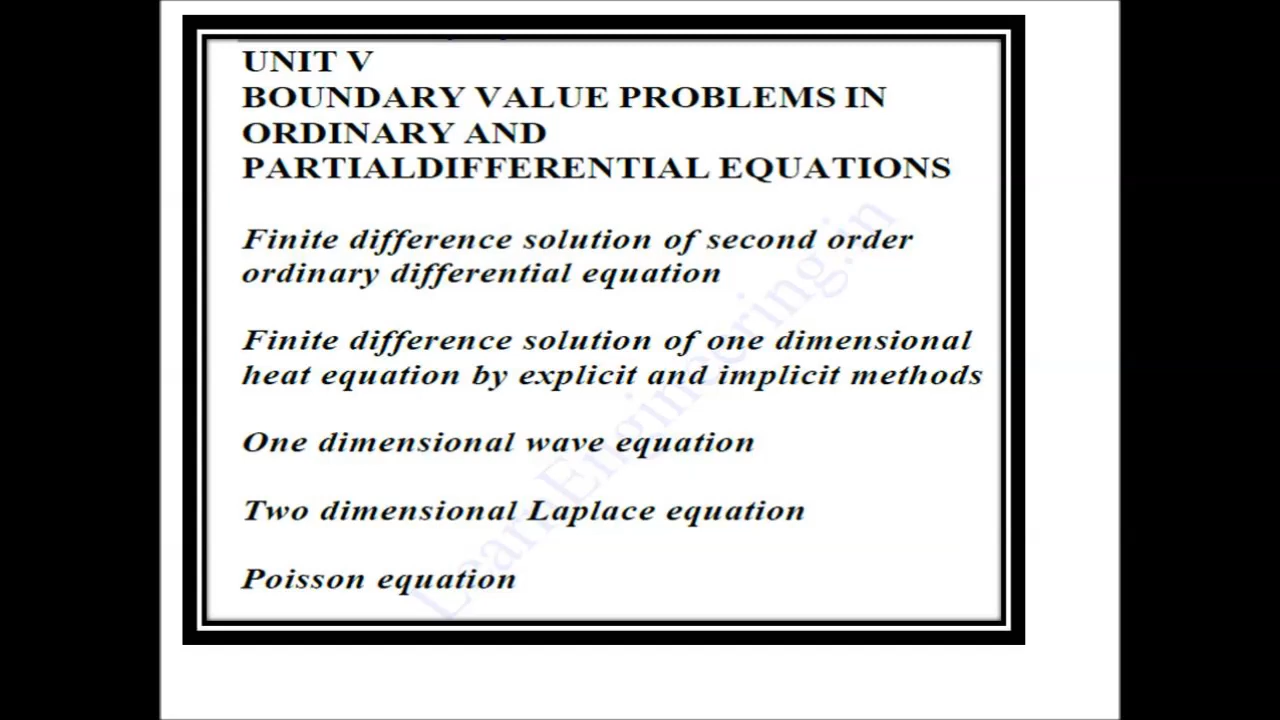 UNIT V
BOUNDARY VALUE PROBLEMS IN
ORDINARY AND
PARTIALDIFFERENTIAL EQUATIONS
Finite difference solution of second order
ordinary differential equation
Finite difference solution of one dimensional
heat equation by explicit and implicit methods
One dimensional wave equation
Two dimensional Laplace equation
Poisson equation
LearnEngineering.in